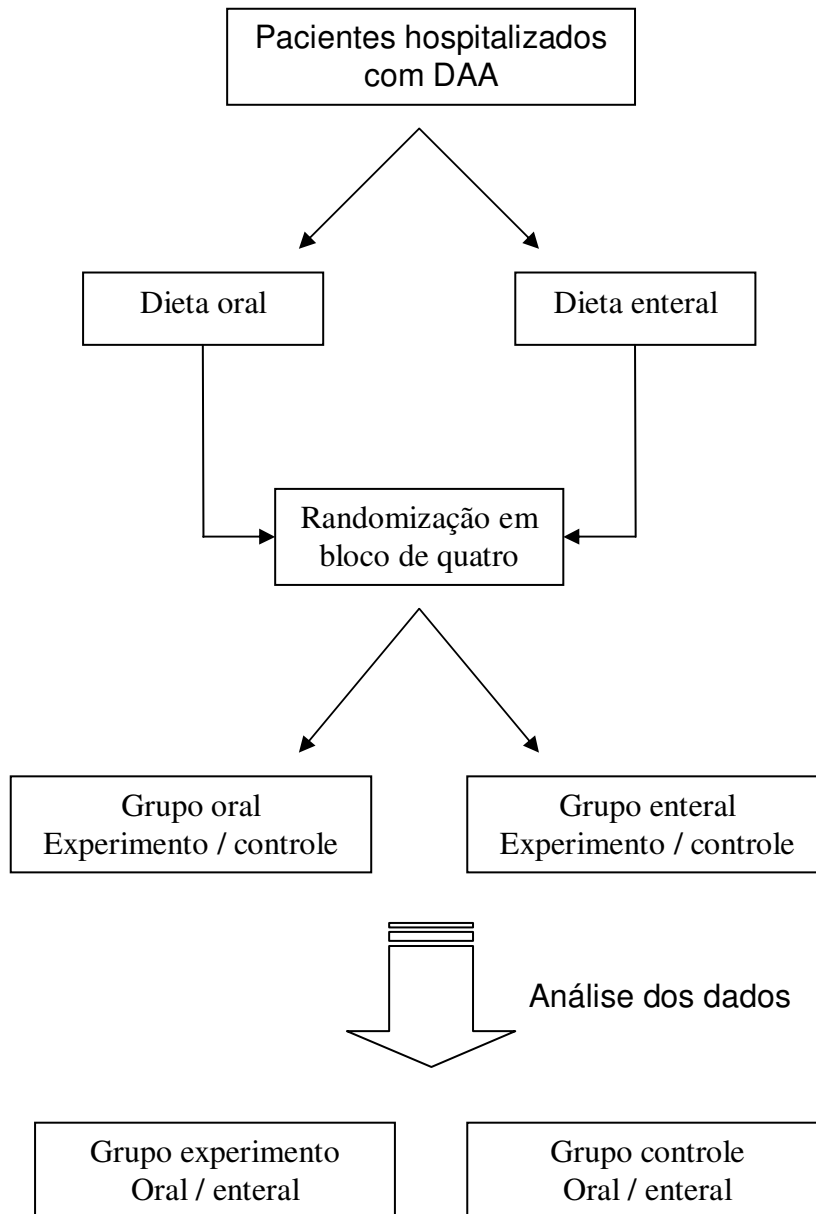 Pacientes hospitalizados
com DAA
Dieta oral
Dieta enteral
Randomização em
bloco de quatro
Grupo oral
Experimento / controle
Grupo enteral
Experimento / controle
Análise dos dados
Grupo experimento
Oral / enteral
Grupo controle
Oral / enteral